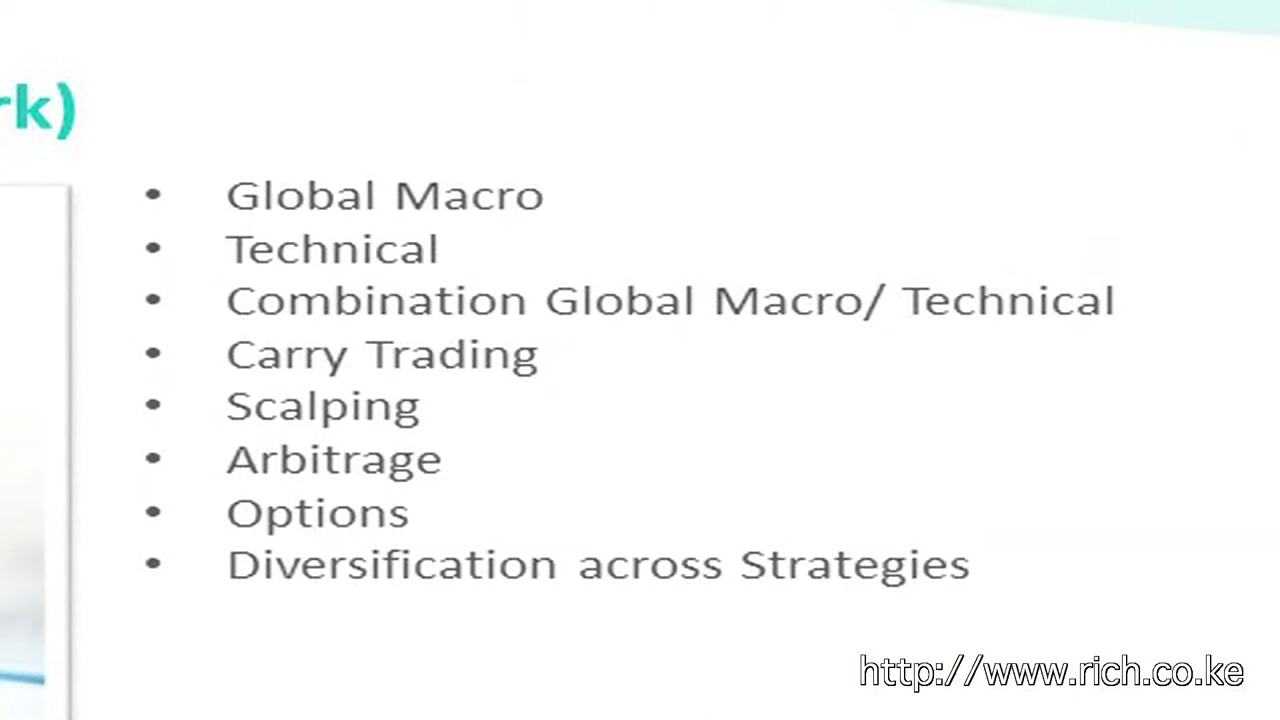 rk)
• Global Macro
• Technical
• Combination Global Macro/ Technical
• Carry Trading
• Scalping
• Arbitrage
• Options
• Diversification across Strategies
http://www.rich.co.ke